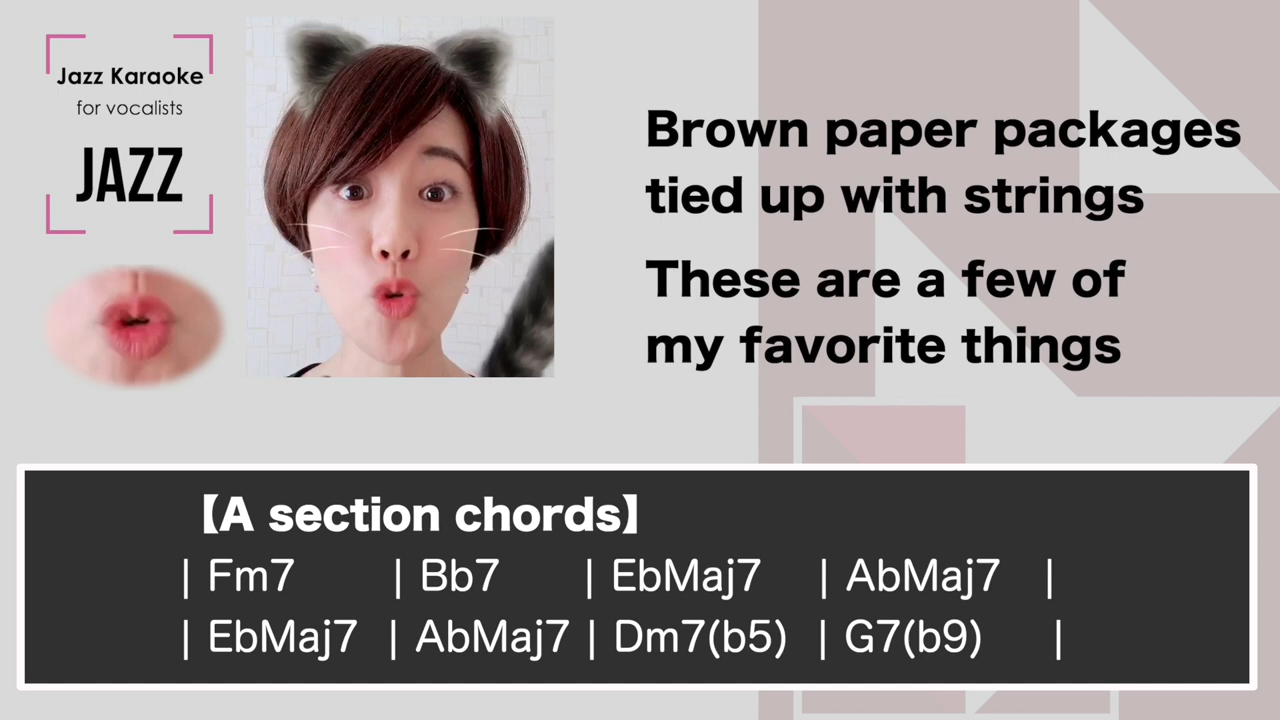 Jazz Karaoke
for vocalists
JAZZ
Brown paper packages
tied up with strings
These are a few of
my favorite things
【A section chords】
| Fm7 | Bb7 | EbMaj7 | AbMaj7 |
| EbMaj7 | AbMaj7 | Dm7(b5) | G7(b9) |